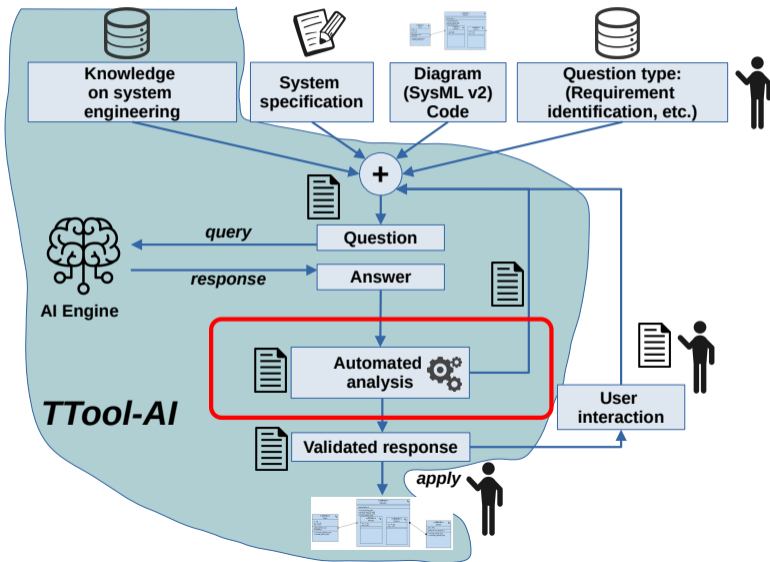 Knowledge
on system
engineering
System
specification
Diagram
(SysML v2)
Code
Question type:
(Requirement
identification, etc.)
+
query
Question
response
Answer
AI Engine
Automated
analysis
TTool-AI
User
interaction
Validated response
apply